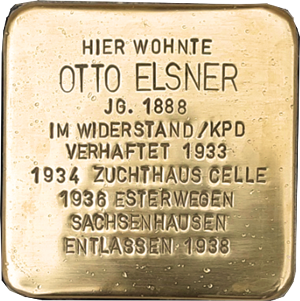 HIER WOHNTE
OTTO ELSNER
JG. 1888
IM WIDERSTAND/KPD
VERHAFTET 1933
1934 ZUCHTHAUS CELLE
1936 ESTERWEGEN
SACHSENHAUSEN
ENTLASSEN 1938